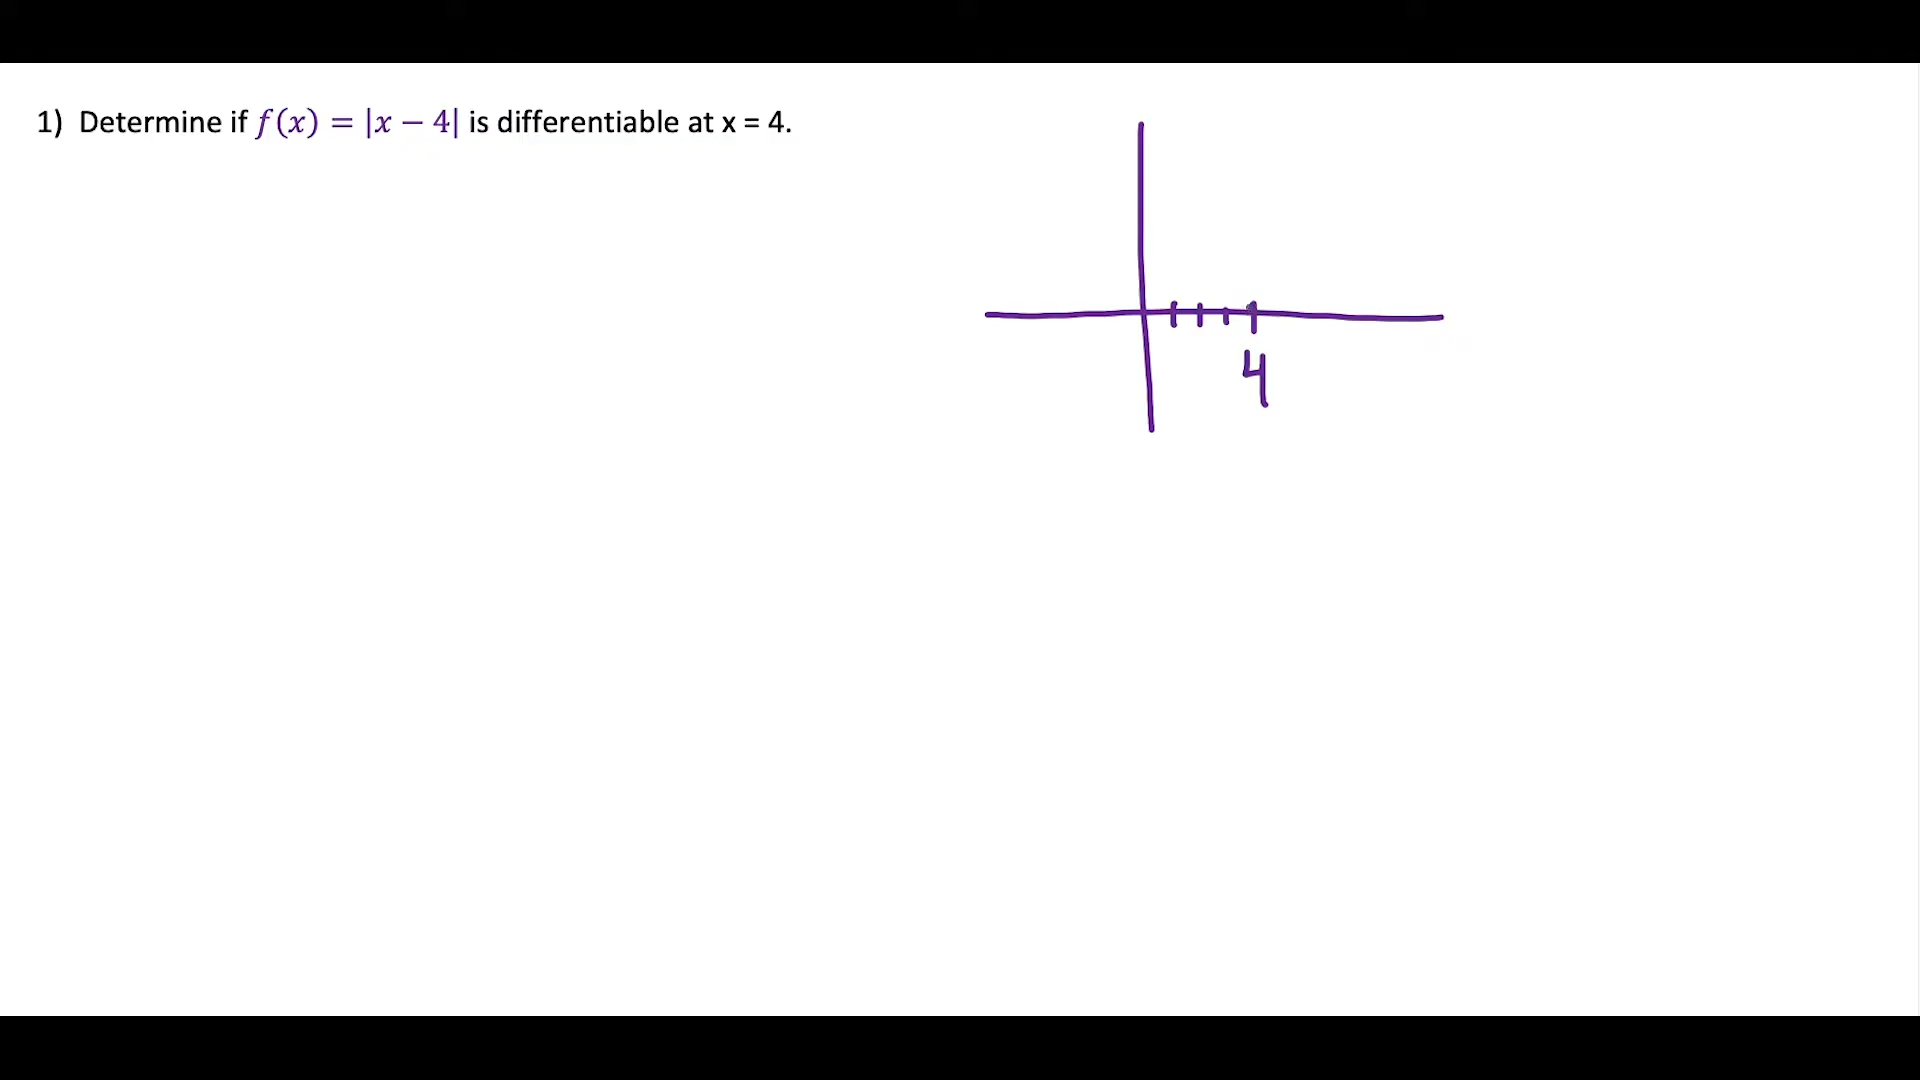 1) Determine if f(x) = |x − 4| is differentiable at x = 4.
4